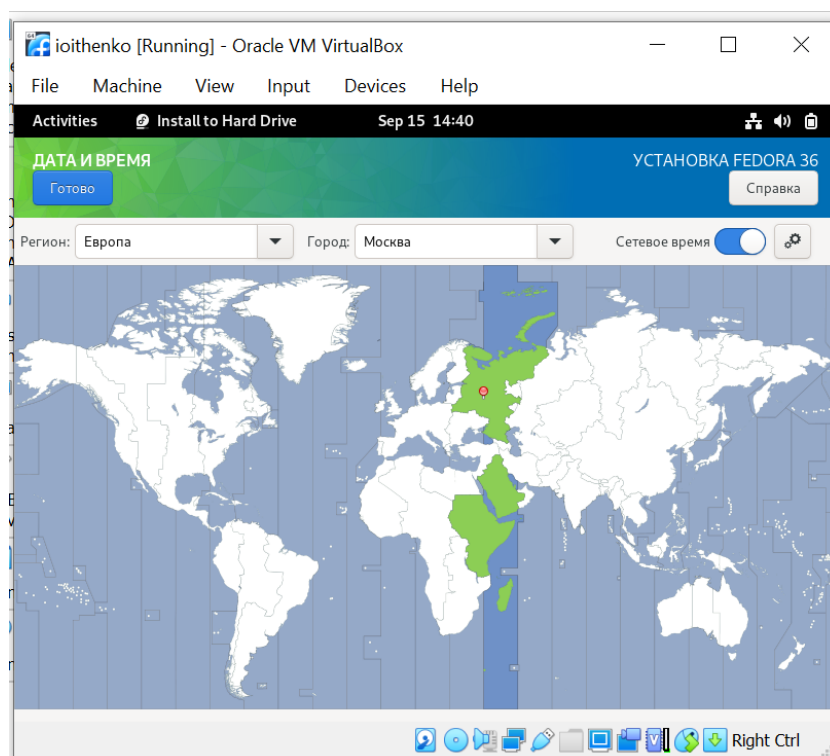 ioithenko [Running] - Oracle VM VirtualBox
File Machine View Input Devices Help
Activities Install to Hard Drive Sep 15 14:40
ДАТА И ВРЕМЯ УСТАНОВКА FEDORA 36
Готово Справка
Регион: Европа Город: Москва Сетевое время
Right Ctrl